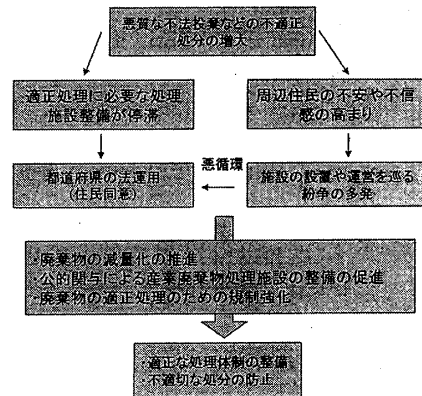 悪質な不法投棄などの不適正
処分の増大
適正処理に必要な処理
施設整備が停滞
周辺住民の不安や不信
感の高まり
悪循環
都道府県の法運用
(住民同意)
施設の設置や運営を巡る
紛争の多発
・廃棄物の減量化の推進
・公的関与による産業廃棄物処理施設の整備の促進
・廃棄物の適正処理のための規制強化
・適正な処理体制の整備
・不適切な処分の防止